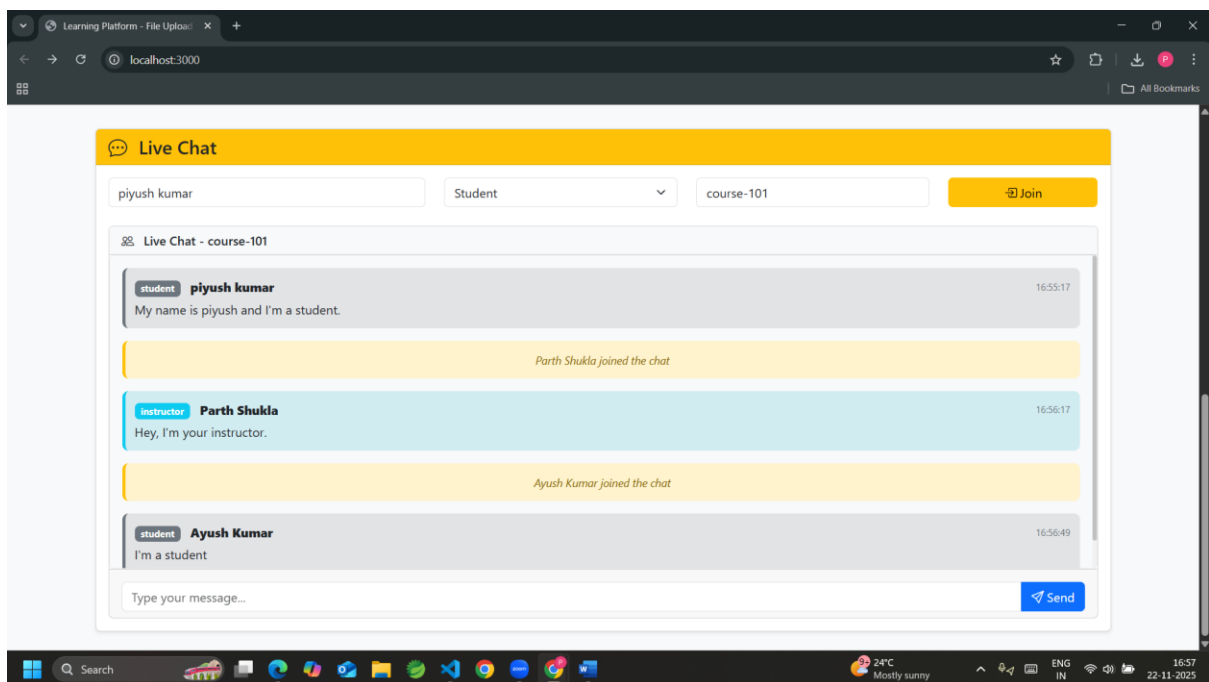 Learning Platform - File Upload
localhost:3000
All Bookmarks
Live Chat
piyush kumar Student course-101 Join
Live Chat - course-101
student piyush kumar 16:55:17
My name is piyush and I'm a student.
Parth Shukla joined the chat
instructor Parth Shukla 16:56:17
Hey, I'm your instructor.
Ayush Kumar joined the chat
student Ayush Kumar 16:56:49
I'm a student
Type your message... Send
Search
24°C
Mostly sunny
ENG
IN
16:57
22-11-2025